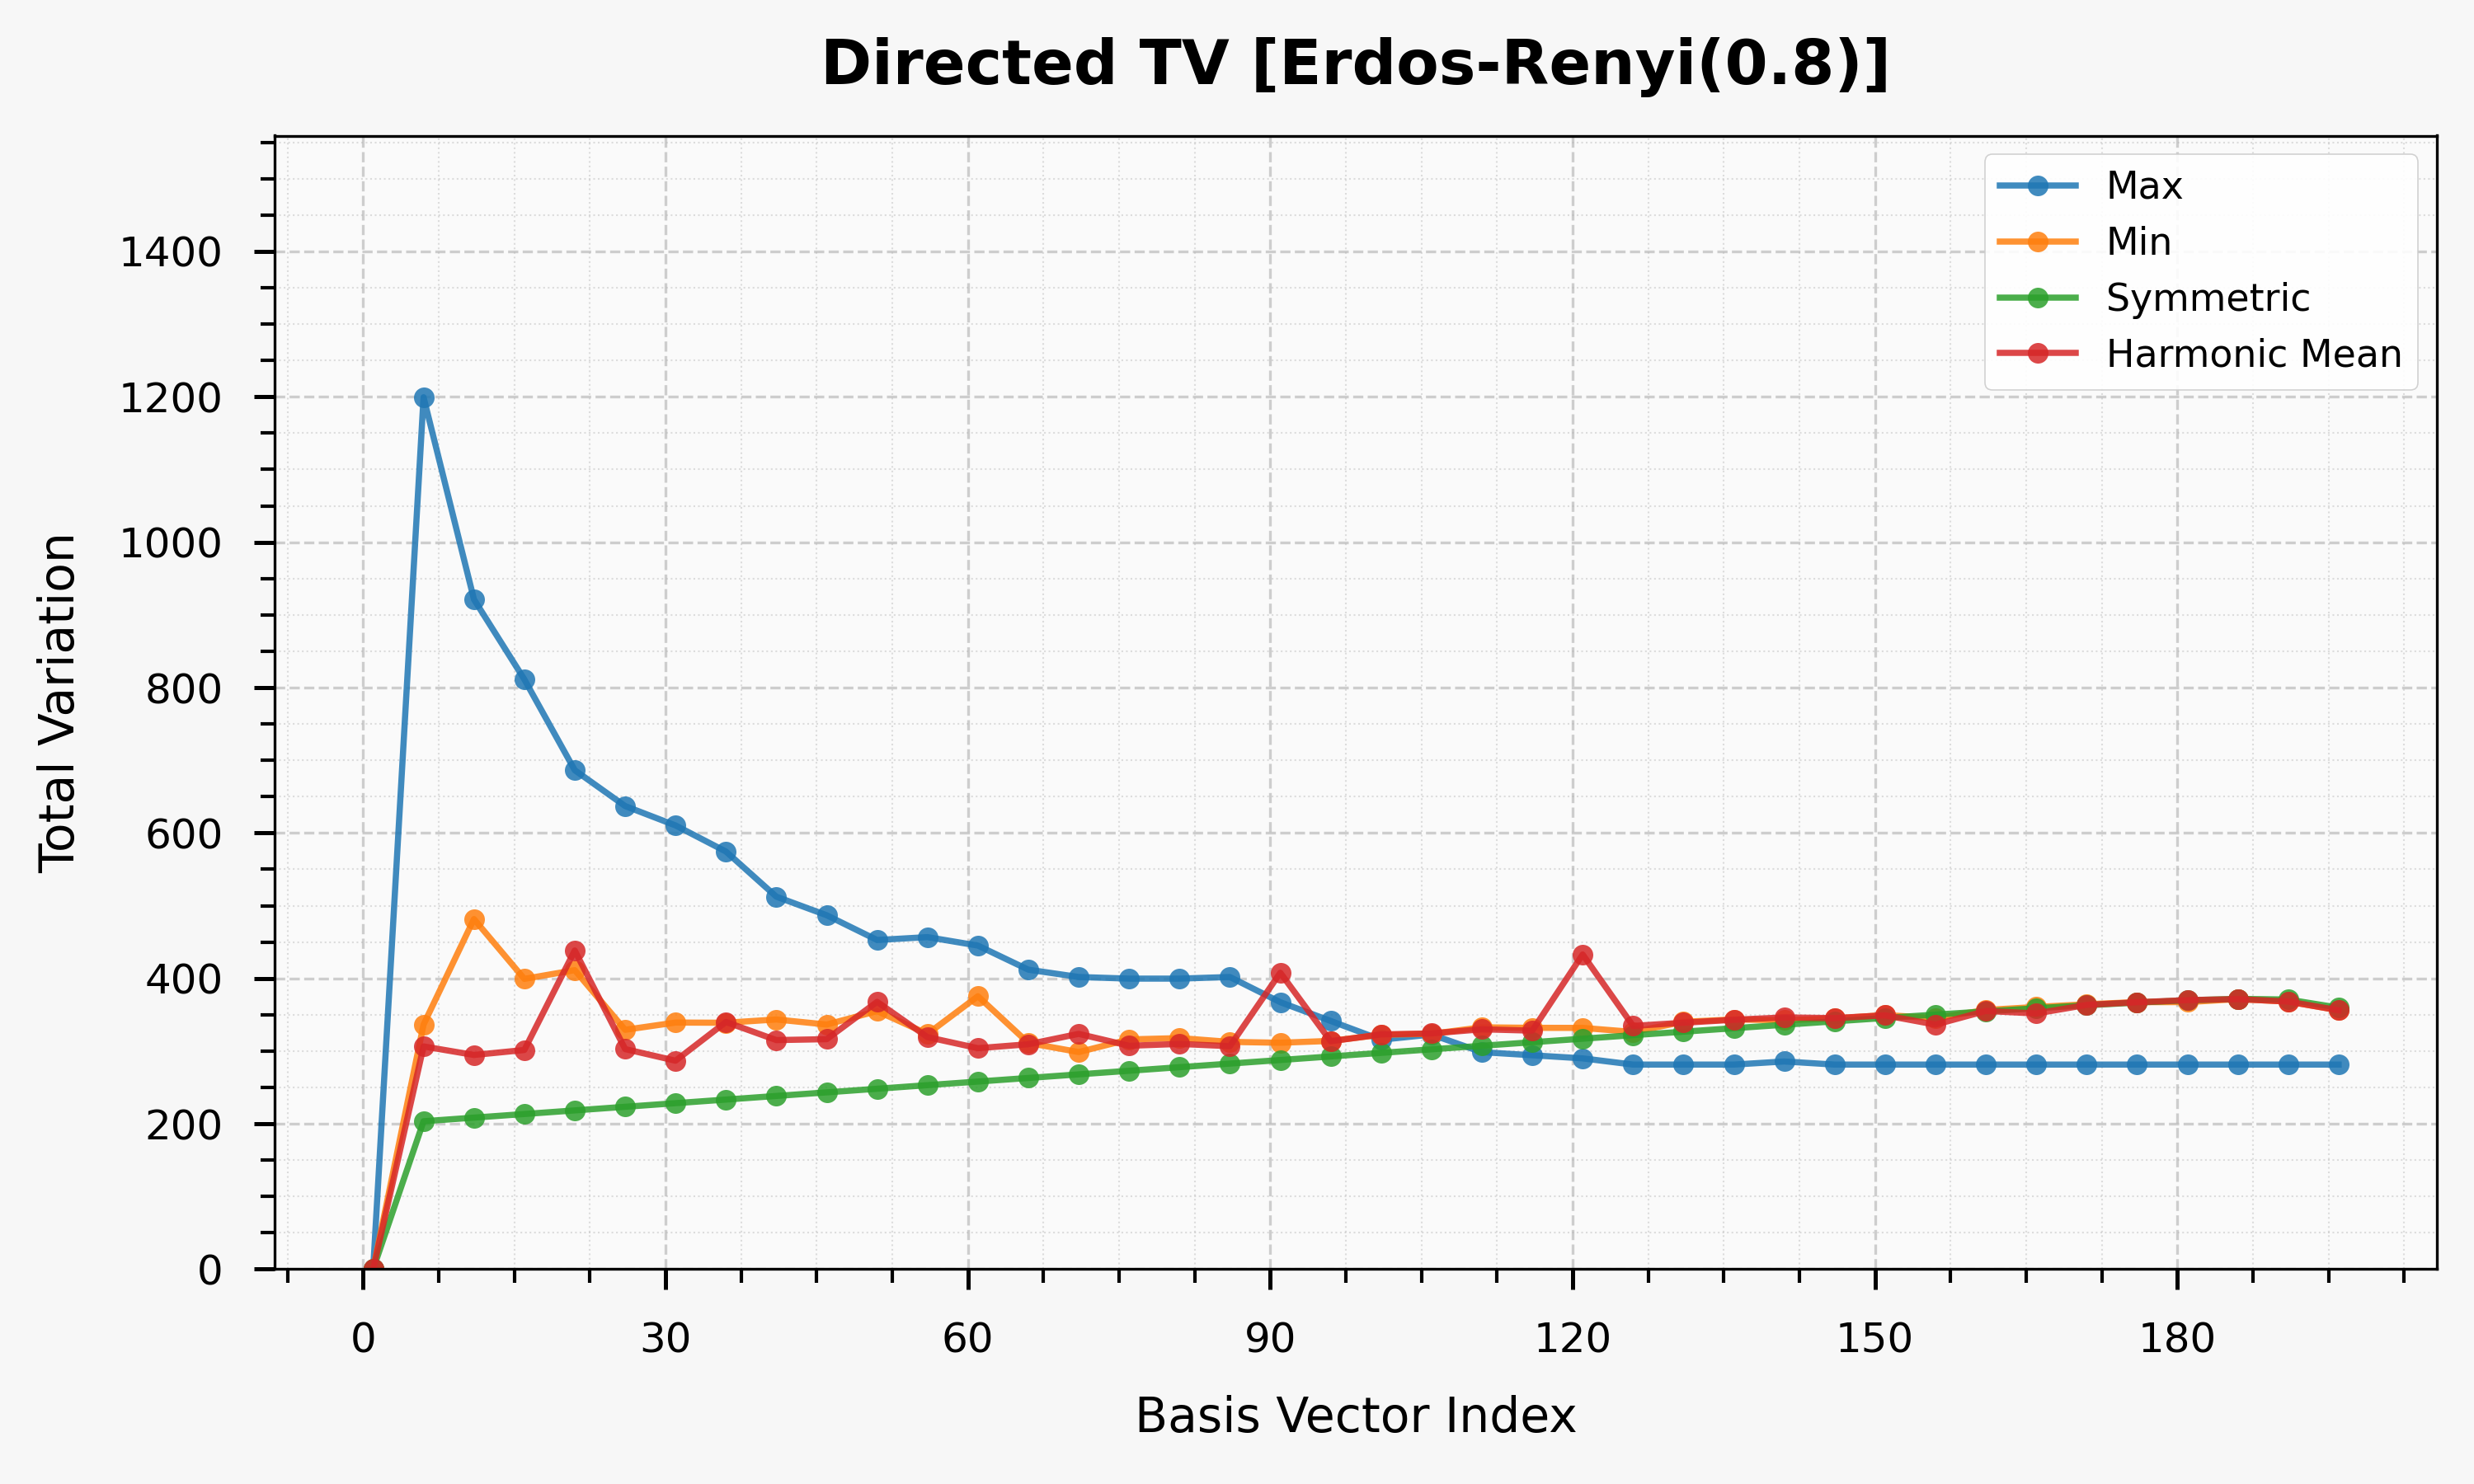 Directed TV [Erdos-Renyi(0.8)]
Max
Min
Symmetric
Harmonic Mean
Total Variation
1400
1200
1000
800
600
400
200
0
0 30 60 90 120 150 180
Basis Vector Index